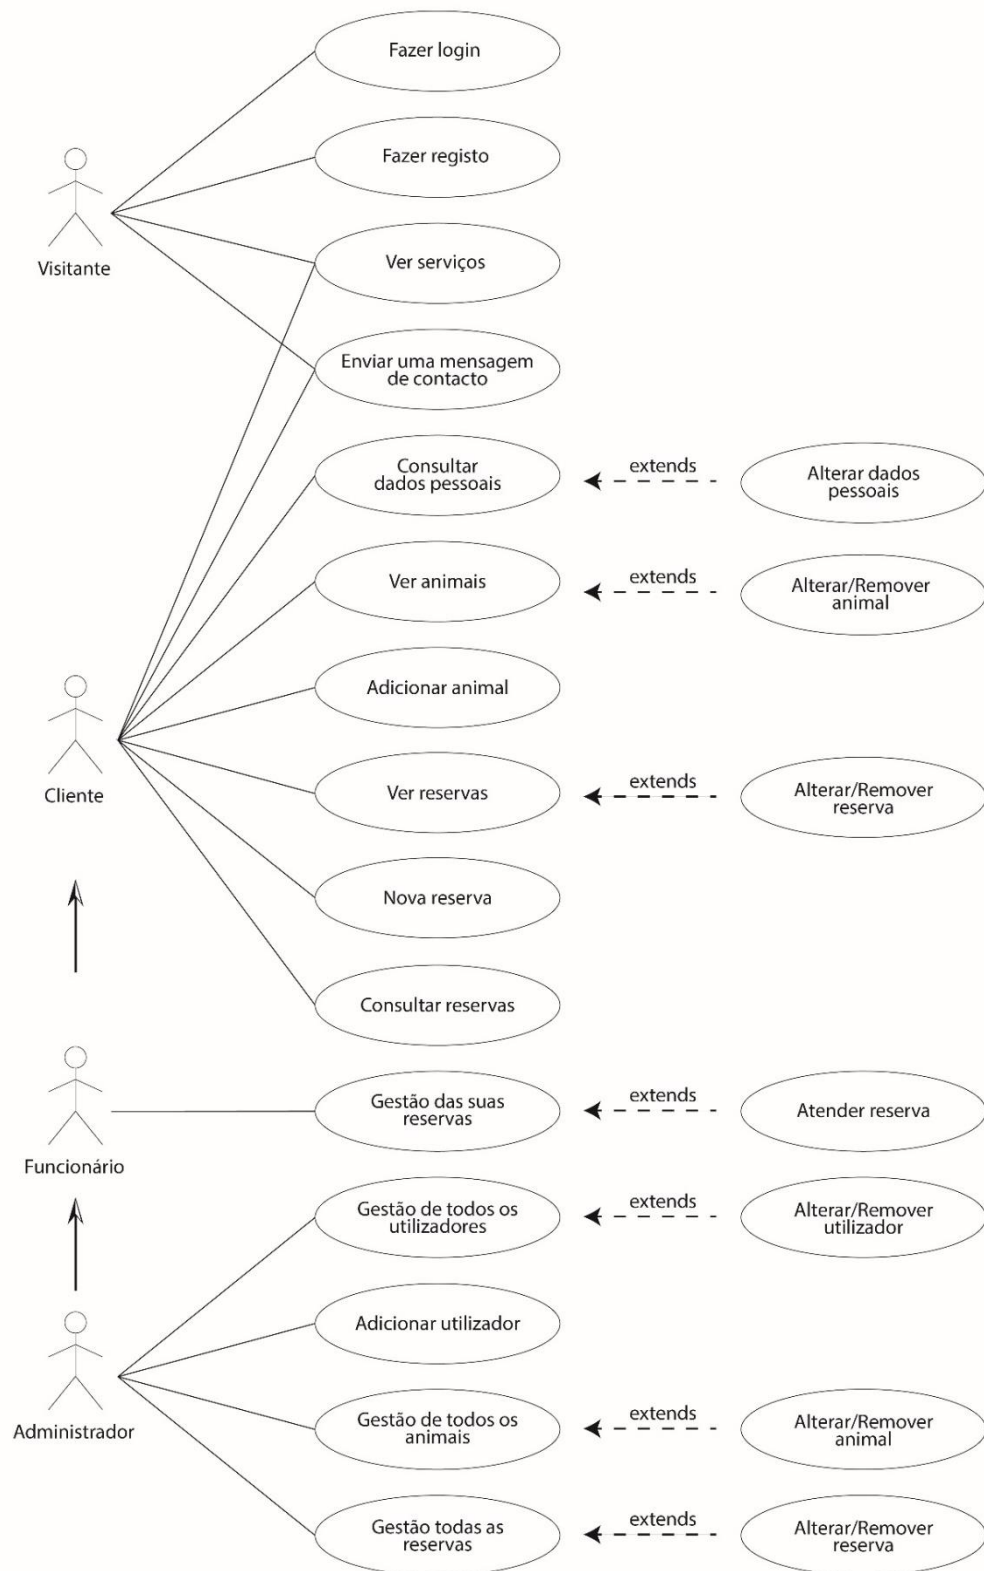 Fazer login
Fazer registo
Visitante
Ver serviços
Enviar uma mensagem
de contacto
Consultar
dados pessoais
extends
Alterar dados
pessoais
Ver animais
extends
Alterar/Remover
animal
Adicionar animal
Cliente
Ver reservas
extends
Alterar/Remover
reserva
Nova reserva
Consultar reservas
Funcionário
Gestão das suas
reservas
extends
Atender reserva
Gestão de todos os
utilizadores
extends
Alterar/Remover
utilizador
Adicionar utilizador
Administrador
Gestão de todos os
animais
extends
Alterar/Remover
animal
Gestão todas as
reservas
extends
Alterar/Remover
reserva